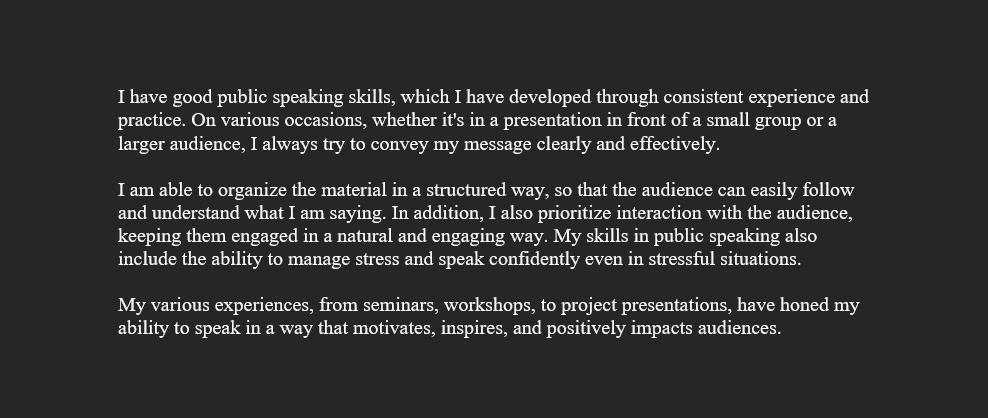 I have good public speaking skills, which I have developed through consistent experience and
practice. On various occasions, whether it's in a presentation in front of a small group or a
larger audience, I always try to convey my message clearly and effectively.
I am able to organize the material in a structured way, so that the audience can easily follow
and understand what I am saying. In addition, I also prioritize interaction with the audience,
keeping them engaged in a natural and engaging way. My skills in public speaking also
include the ability to manage stress and speak confidently even in stressful situations.
My various experiences, from seminars, workshops, to project presentations, have honed my
ability to speak in a way that motivates, inspires, and positively impacts audiences.